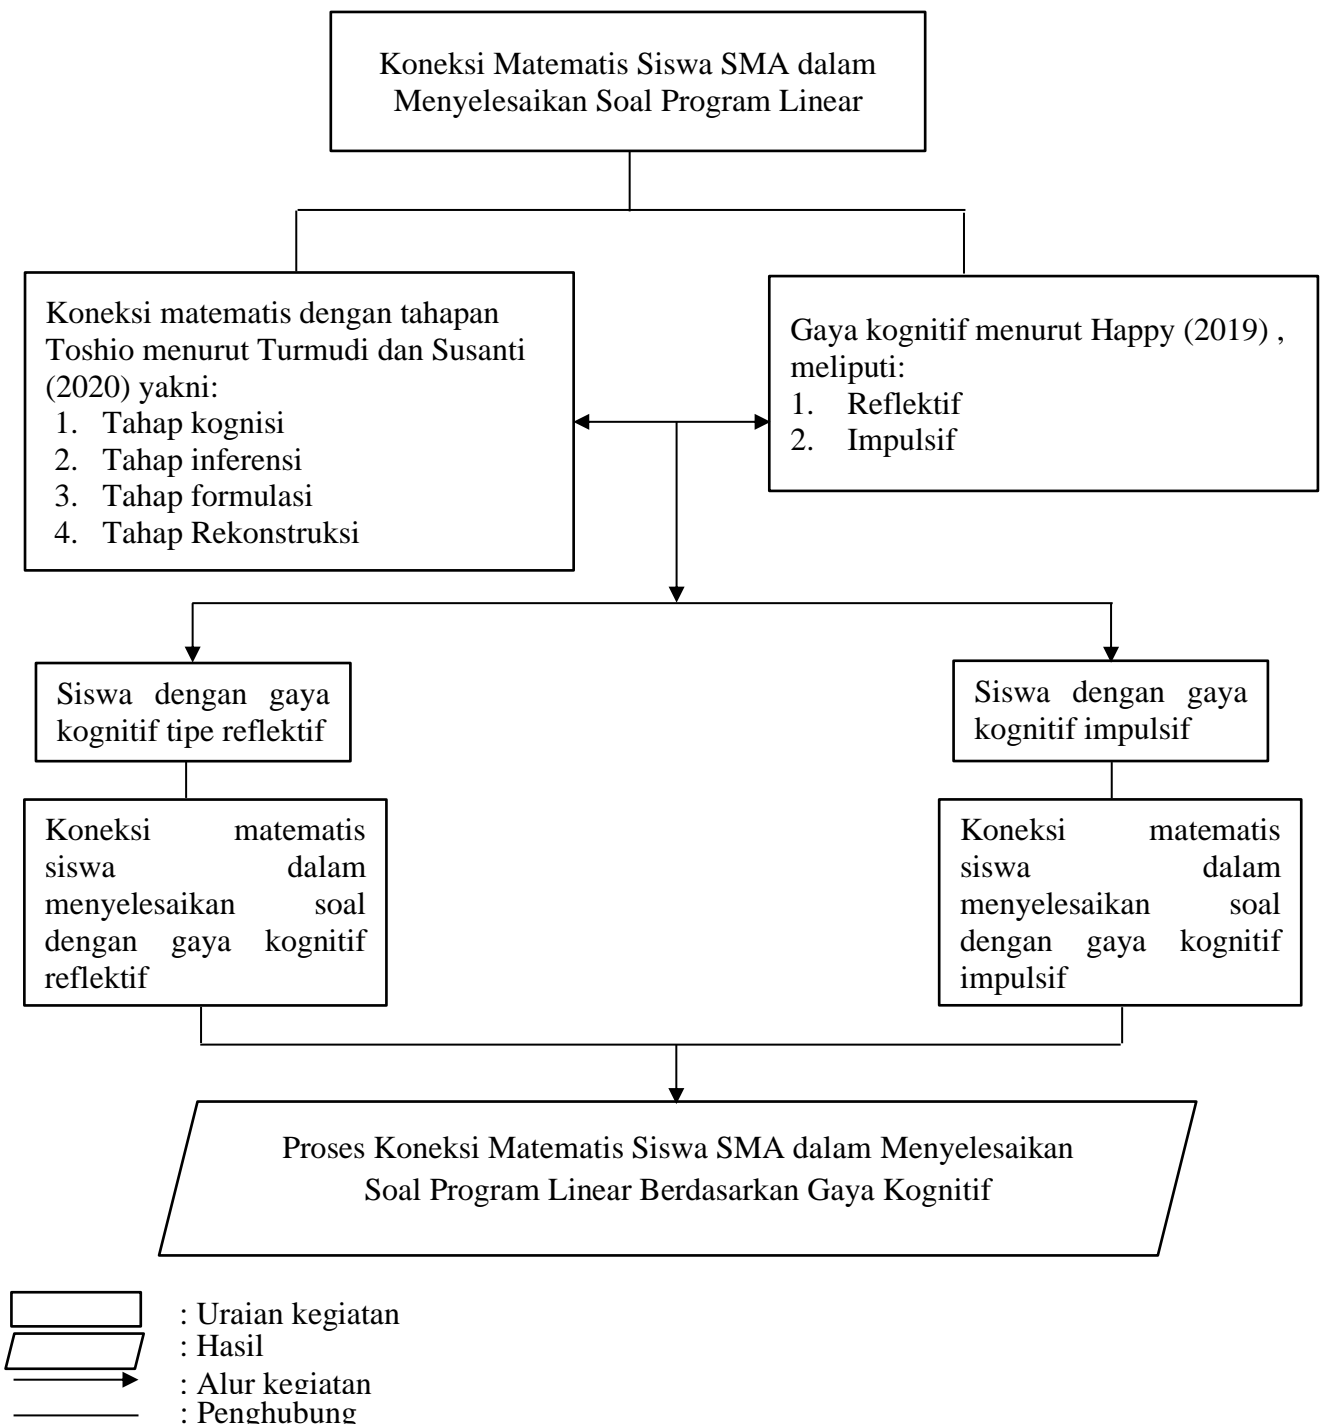 Koneksi Matematis Siswa SMA dalam
Menyelesaikan Soal Program Linear
Koneksi matematis dengan tahapan
Toshio menurut Turmudi dan Susanti
(2020) yakni:
1. Tahap kognisi
2. Tahap inferensi
3. Tahap formulasi
4. Tahap Rekonstruksi
Gaya kognitif menurut Happy (2019) ,
meliputi:
1. Reflektif
2. Impulsif
Siswa dengan gaya
kognitif tipe reflektif
Siswa dengan gaya
kognitif impulsif
Koneksi matematis
siswa dalam
menyelesaikan soal
dengan gaya kognitif
reflektif
Koneksi matematis
siswa dalam
menyelesaikan soal
dengan gaya kognitif
impulsif
Proses Koneksi Matematis Siswa SMA dalam Menyelesaikan
Soal Program Linear Berdasarkan Gaya Kognitif
: Uraian kegiatan
: Hasil
: Alur kegiatan
: Penghubung